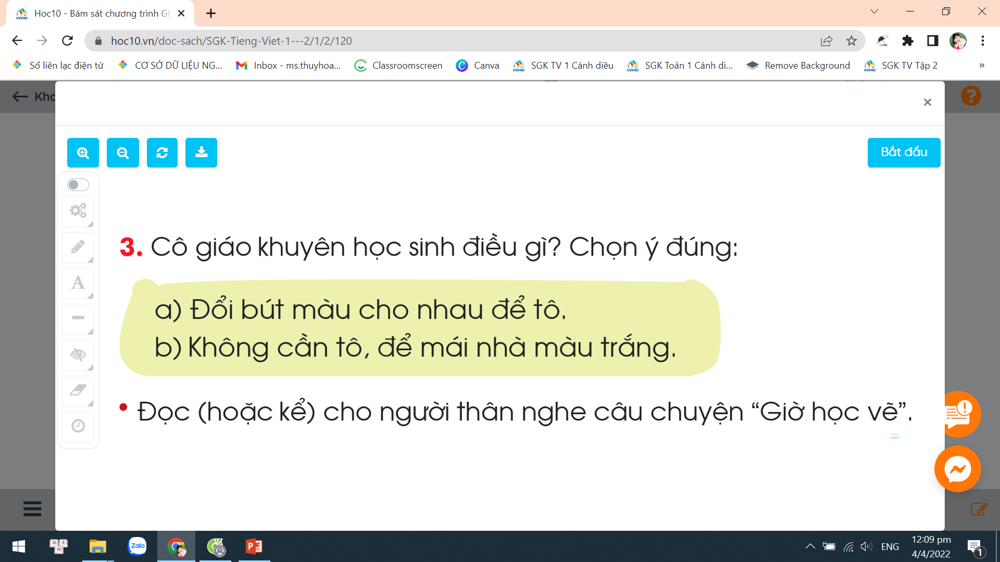 Hoc10 - Bám sát chương trình GD
hoc10.vn/doc-sach/SGK-Tieng-Viet-1---2/1/2/120
Sổ liên lạc điện tử
CƠ SỞ DỮ LIỆU NG...
Inbox - ms.thuyhoa...
Classroomscreen
Canva
SGK TV 1 Cánh diều
SGK Toán 1 Cánh di...
Remove Background
SGK TV Tập 2
»
Kho
×
Bắt đầu
A
3. Cô giáo khuyên học sinh điều gì? Chọn ý đúng:
a) Đổi bút màu cho nhau để tô.
b) Không cần tô, để mái nhà màu trắng.
• Đọc (hoặc kể) cho người thân nghe câu chuyện “Giờ học vẽ”.
Zalo
ENG
12:09 pm
4/4/2022
1